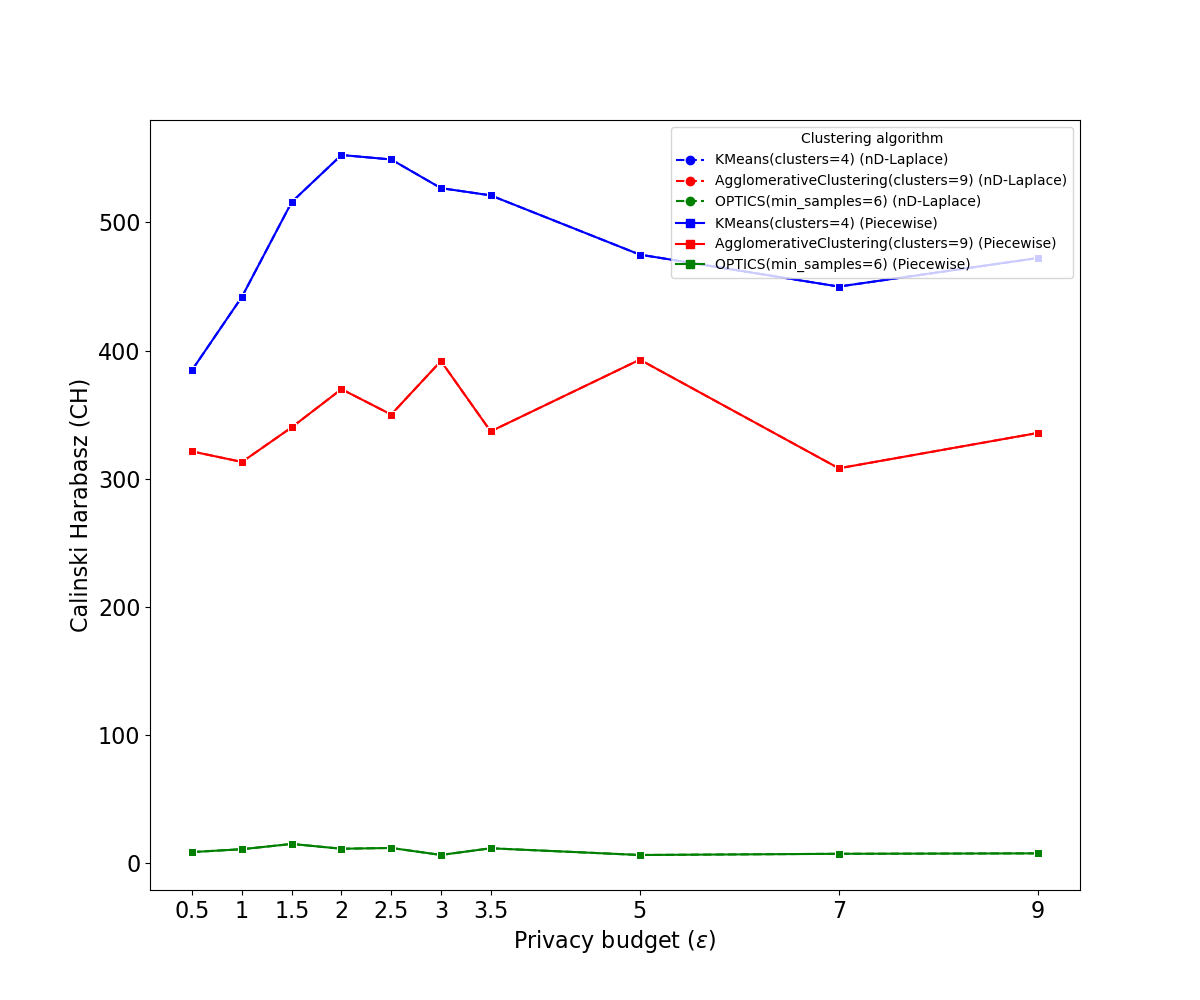 Clustering algorithm
KMeans(clusters=4) (nD-Laplace)
AgglomerativeClustering(clusters=9) (nD-Laplace)
OPTICS(min_samples=6) (nD-Laplace)
KMeans(clusters=4) (Piecewise)
AgglomerativeClustering(clusters=9) (Piecewise)
OPTICS(min_samples=6) (Piecewise)
Calinski Harabasz (CH)
500
400
300
200
100
0
0.5 1 1.5 2 2.5 3 3.5 5 7 9
Privacy budget (ε)